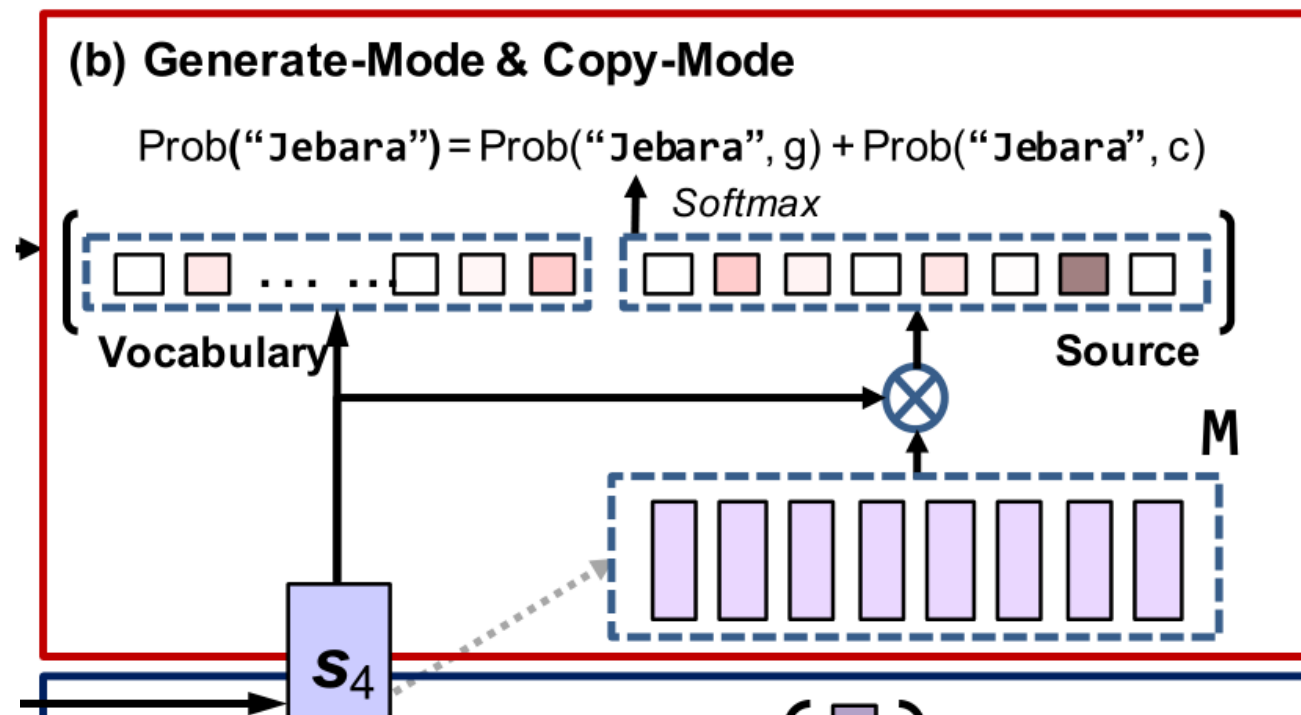 (b) Generate-Mode & Copy-Mode
Prob(“Jebara”) = Prob(“Jebara”, g) + Prob(“Jebara”, c)
Softmax
... ...
Vocabulary
Source
M
s4